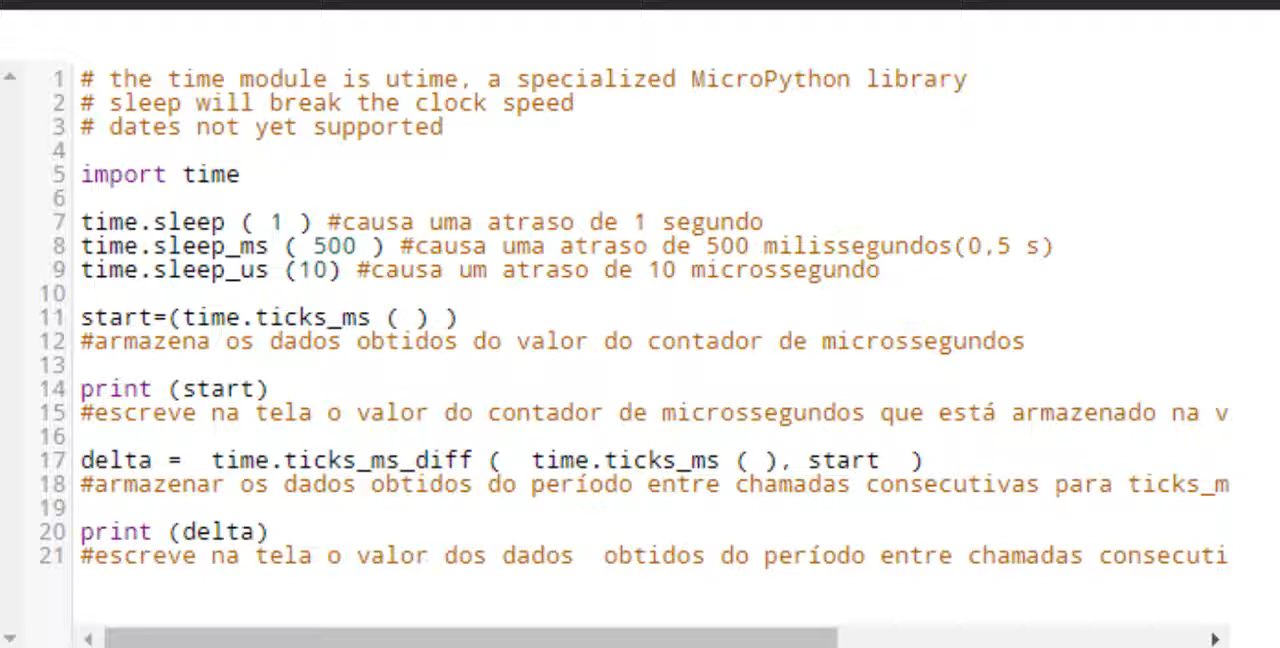 1 # the time module is utime, a specialized MicroPython library
2 # sleep will break the clock speed
3 # dates not yet supported
4
5 import time
6
7 time.sleep ( 1 ) #causa uma atraso de 1 segundo
8 time.sleep_ms ( 500 ) #causa uma atraso de 500 milissegundos(0,5 s)
9 time.sleep_us (10) #causa um atraso de 10 microssegundo
10
11 start=(time.ticks_ms ( ) )
12 #armazena os dados obtidos do valor do contador de microssegundos
13
14 print (start)
15 #escreve na tela o valor do contador de microssegundos que está armazenado na v
16
17 delta =  time.ticks_ms_diff (  time.ticks_ms ( ), start  )
18 #armazenar os dados obtidos do período entre chamadas consecutivas para ticks_m
19
20 print (delta)
21 #escreve na tela o valor dos dados  obtidos do período entre chamadas consecuti